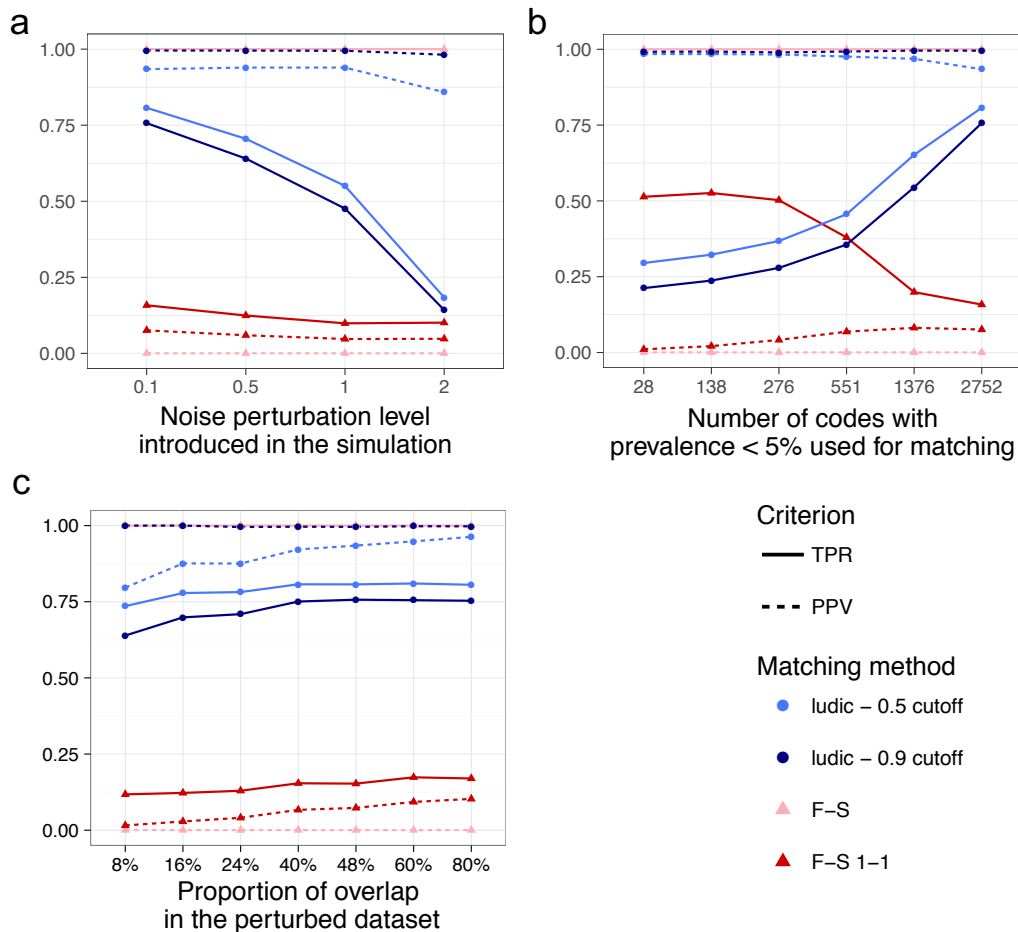 a
1.00
0.75
0.50
0.25
0.00
0.1 0.5 1 2
Noise perturbation level
introduced in the simulation
b
1.00
0.75
0.50
0.25
0.00
28 138 276 551 1376 2752
Number of codes with
prevalence < 5% used for matching
c
1.00
0.75
0.50
0.25
0.00
8% 16% 24% 40% 48% 60% 80%
Proportion of overlap
in the perturbed dataset
Criterion
TPR
PPV
Matching method
ludic − 0.5 cutoff
ludic − 0.9 cutoff
F−S
F−S 1−1